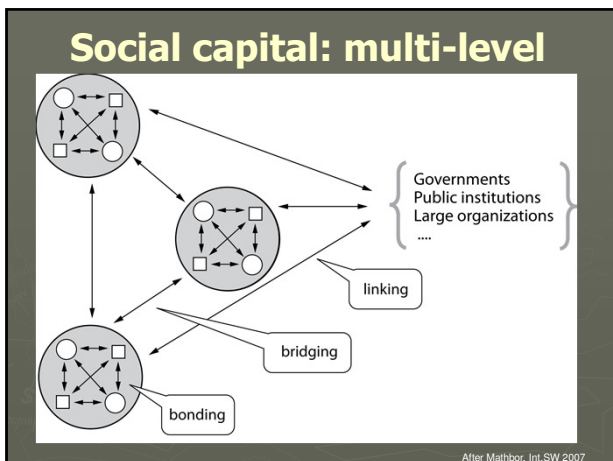 Social capital: multi-level
Governments
Public institutions
Large organizations
....
linking
bridging
bonding
After Mathbor, Int.SW 2007